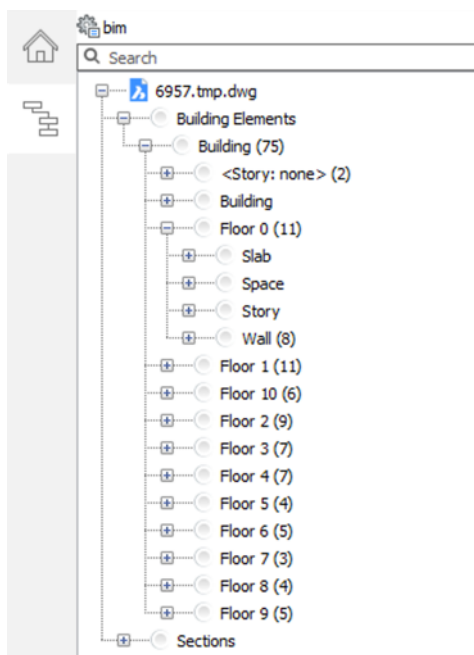 bim
Search
6957.tmp.dwg
Building Elements
Building (75)
<Story: none> (2)
Building
Floor 0 (11)
Slab
Space
Story
Wall (8)
Floor 1 (11)
Floor 10 (6)
Floor 2 (9)
Floor 3 (7)
Floor 4 (7)
Floor 5 (4)
Floor 6 (5)
Floor 7 (3)
Floor 8 (4)
Floor 9 (5)
Sections